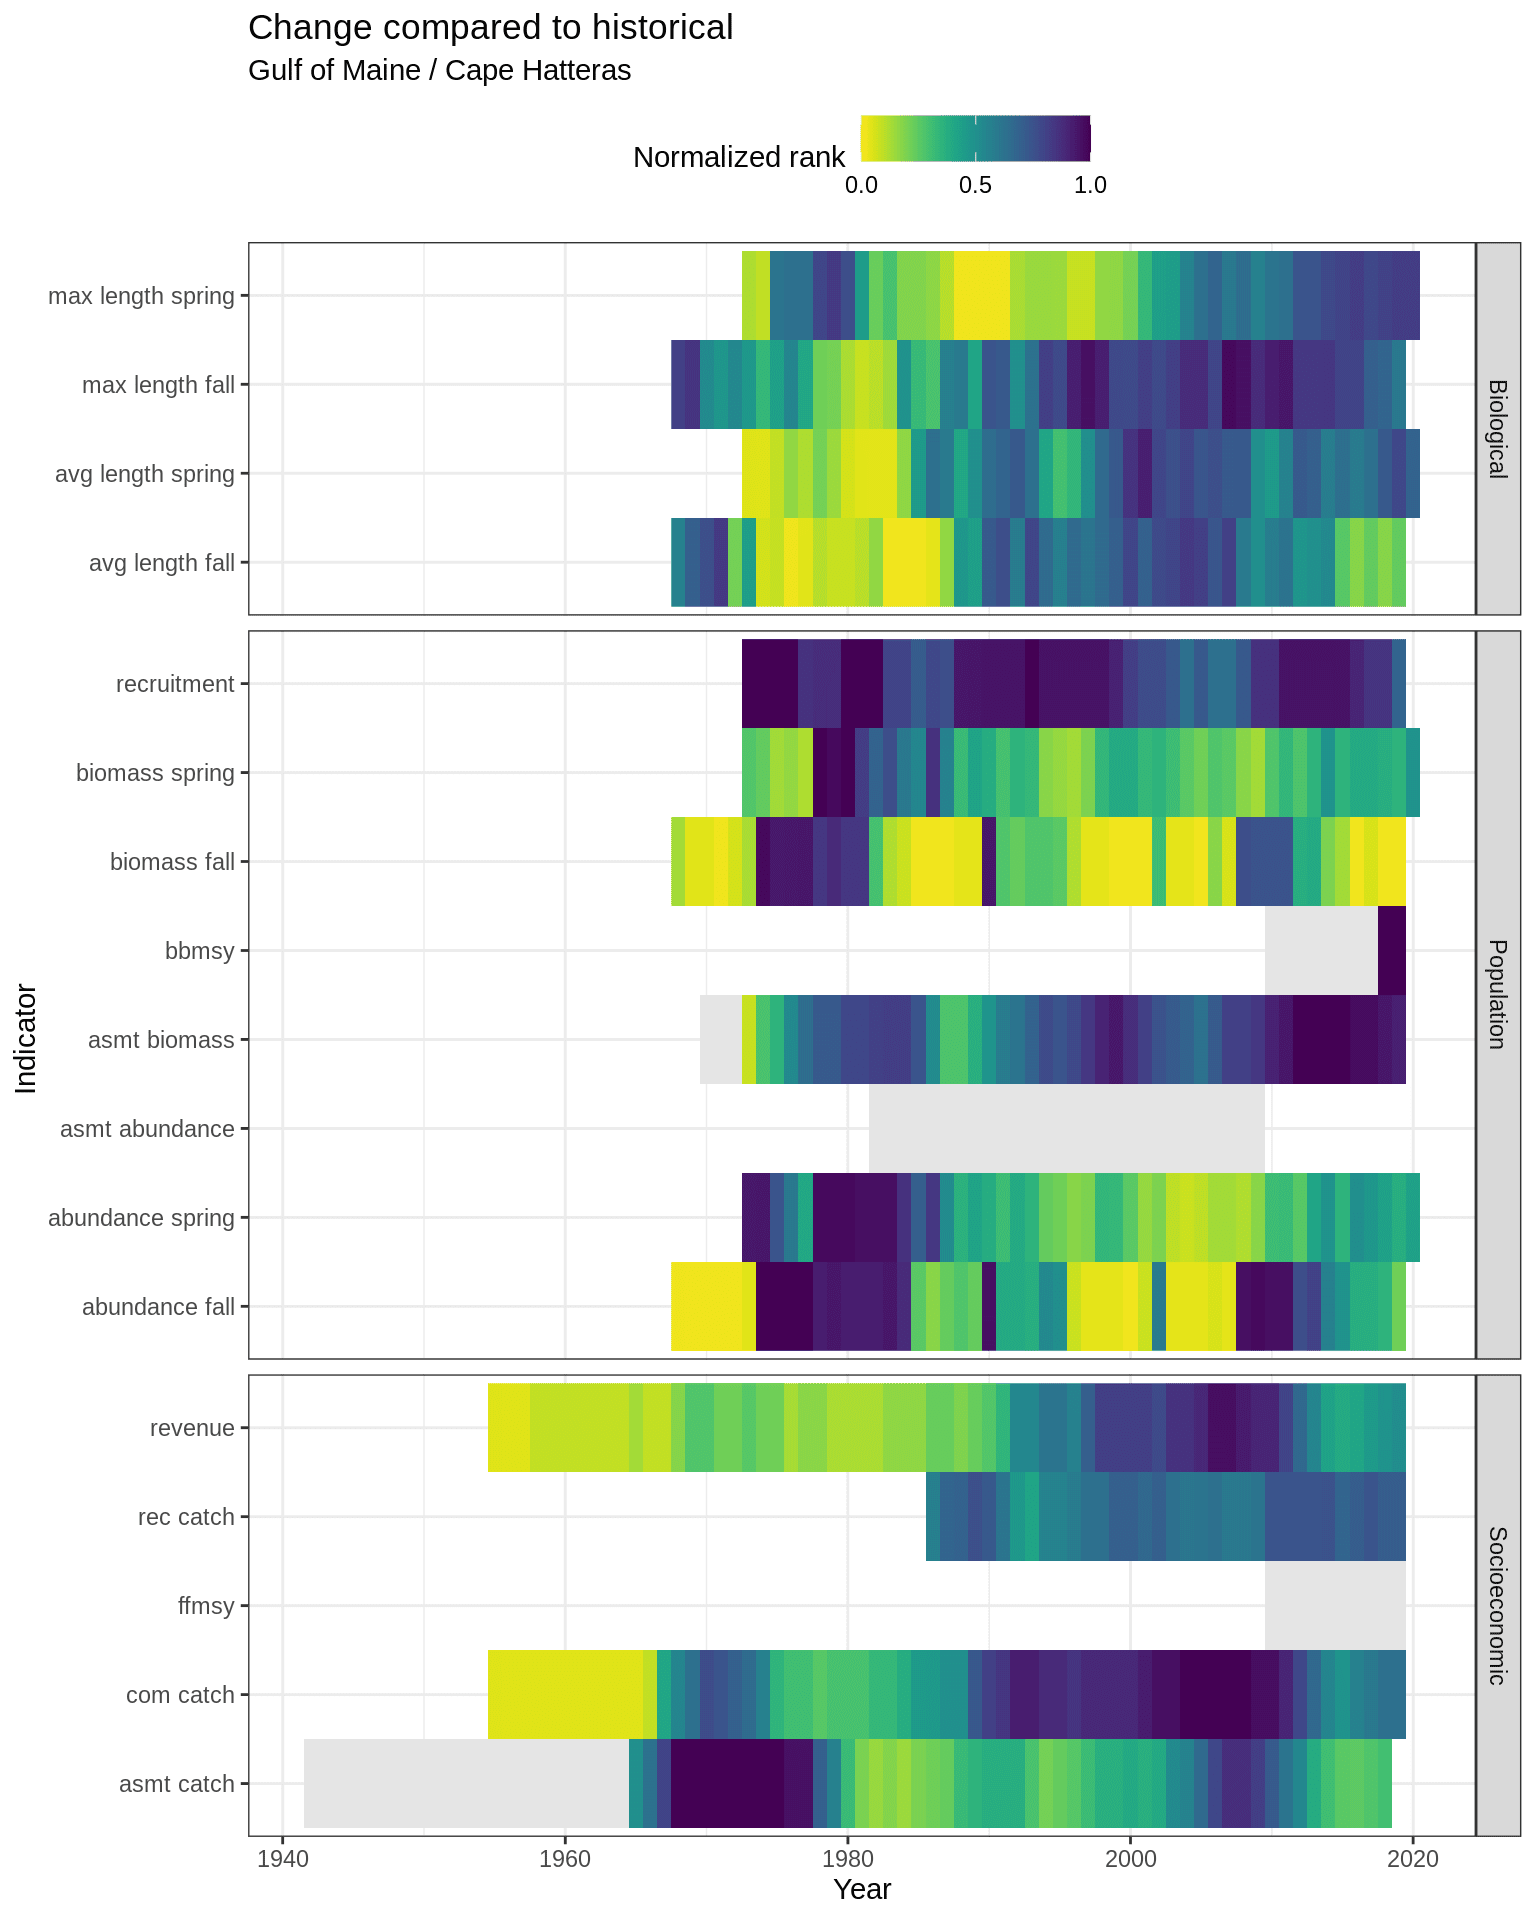 Change compared to historical
Gulf of Maine / Cape Hatteras
Normalized rank
0.0 0.5 1.0
Indicator
max length spring
max length fall
avg length spring
avg length fall
Biological
recruitment
biomass spring
biomass fall
bbmsy
asmt biomass
asmt abundance
abundance spring
abundance fall
Population
revenue
rec catch
ffmsy
com catch
asmt catch
Socioeconomic
1940 1960 1980 2000 2020
Year